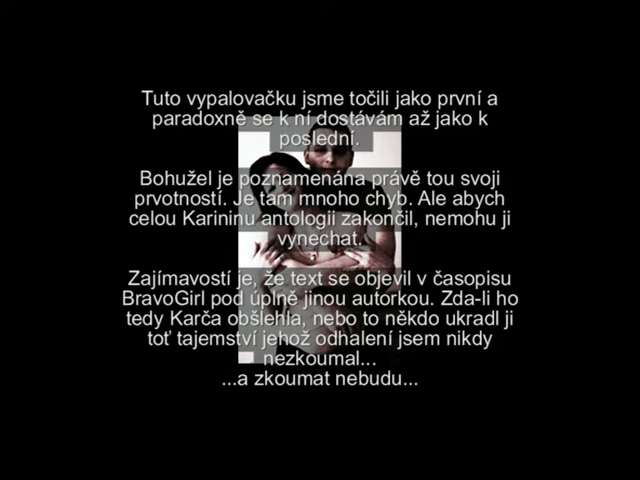 Tuto vypalovačku jsme točili jako první a
paradoxně se k ní dostávám až jako k
poslední.
Bohužel je poznamenána právě tou svoji
prvotností. Je tam mnoho chyb. Ale abych
celou Karininu antologii zakončil, nemohu ji
vynechat.
Zajímavostí je, že text se objevil v časopisu
BravoGirl pod úplně jinou autorkou. Zda-li ho
tedy Karča obšlehla, nebo to někdo ukradl ji
toť tajemství jehož odhalení jsem nikdy
nezkoumal...
...a zkoumat nebudu...